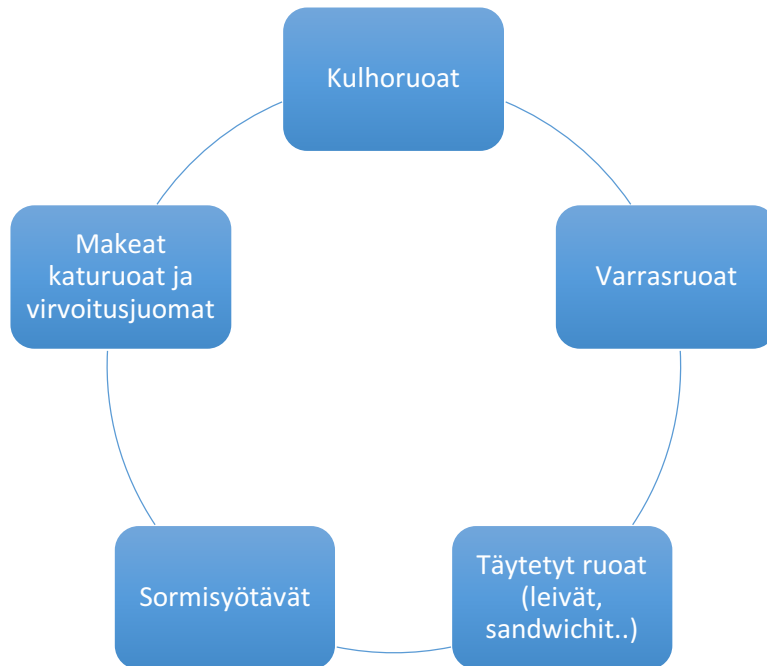 Kulhoruoat
Varrasruoat
Täytetyt ruoat
(leivät,
sandwichit..)
Sormisyötävät
Makeat
katuruoat ja
virvoitusjuomat